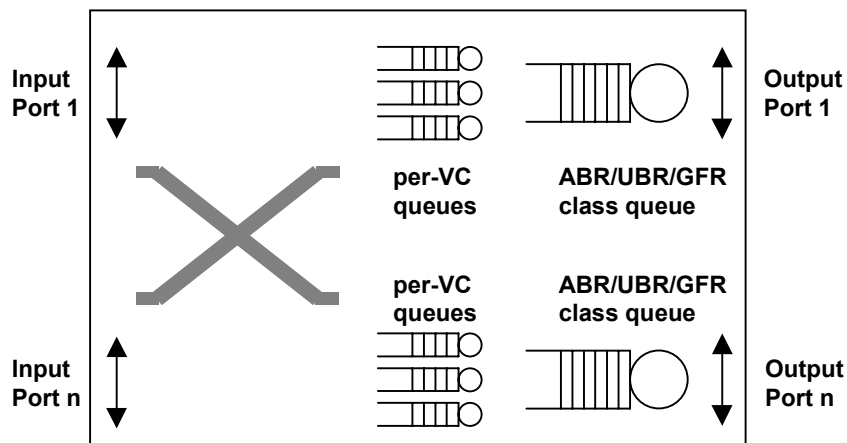 Input
Port 1
Output
Port 1
per-VC
queues
ABR/UBR/GFR
class queue
per-VC
queues
ABR/UBR/GFR
class queue
Input
Port n
Output
Port n